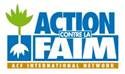 ACTION
CONTRE LA
FAIM
ACF INTERNATIONAL NETWORK